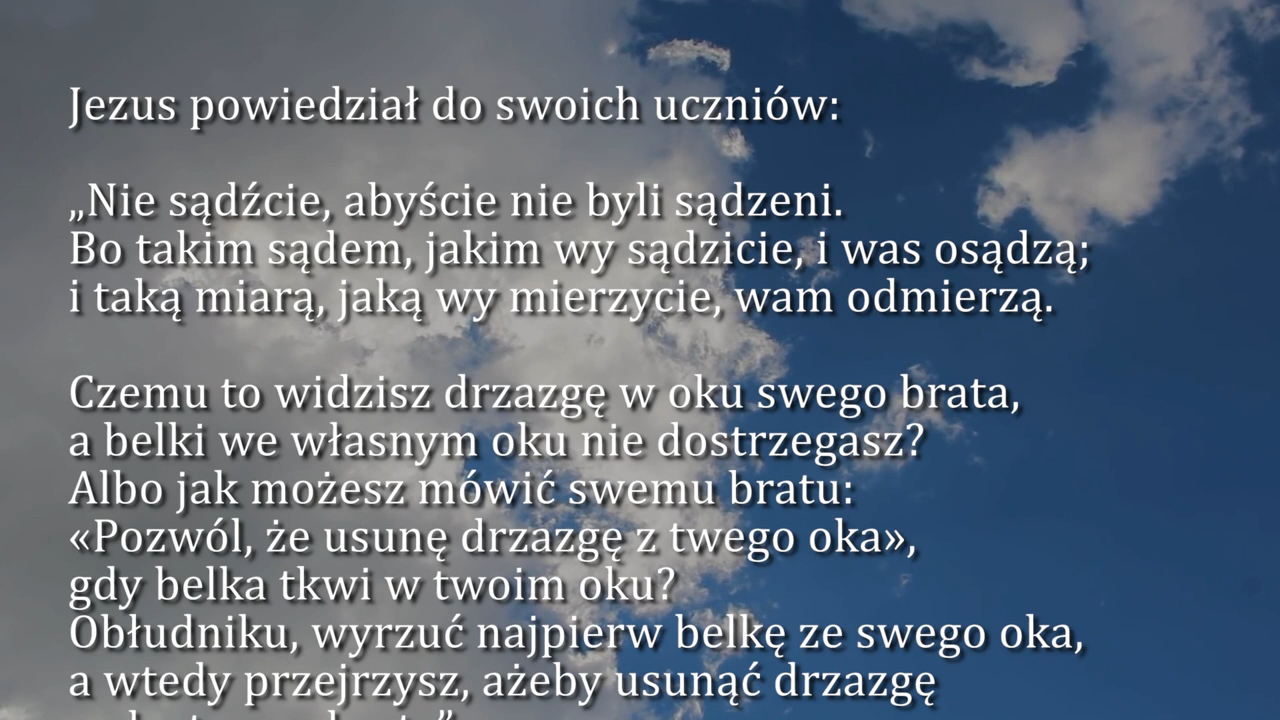 Jezus powiedział do swoich uczniów:
„Nie sądźcie, abyście nie byli sądzeni.
Bo takim sądem, jakim wy sądzicie, i was osądzą;
i taką miarą, jaką wy mierzycie, wam odmierzą.
Czemu to widzisz drzazgę w oku swego brata,
a belki we własnym oku nie dostrzegasz?
Albo jak możesz mówić swemu bratu:
«Pozwól, że usunę drzazgę z twego oka»,
gdy belka tkwi w twoim oku?
Obłudniku, wyrzuć najpierw belkę ze swego oka,
a wtedy przejrzysz, ażeby usunąć drzazgę